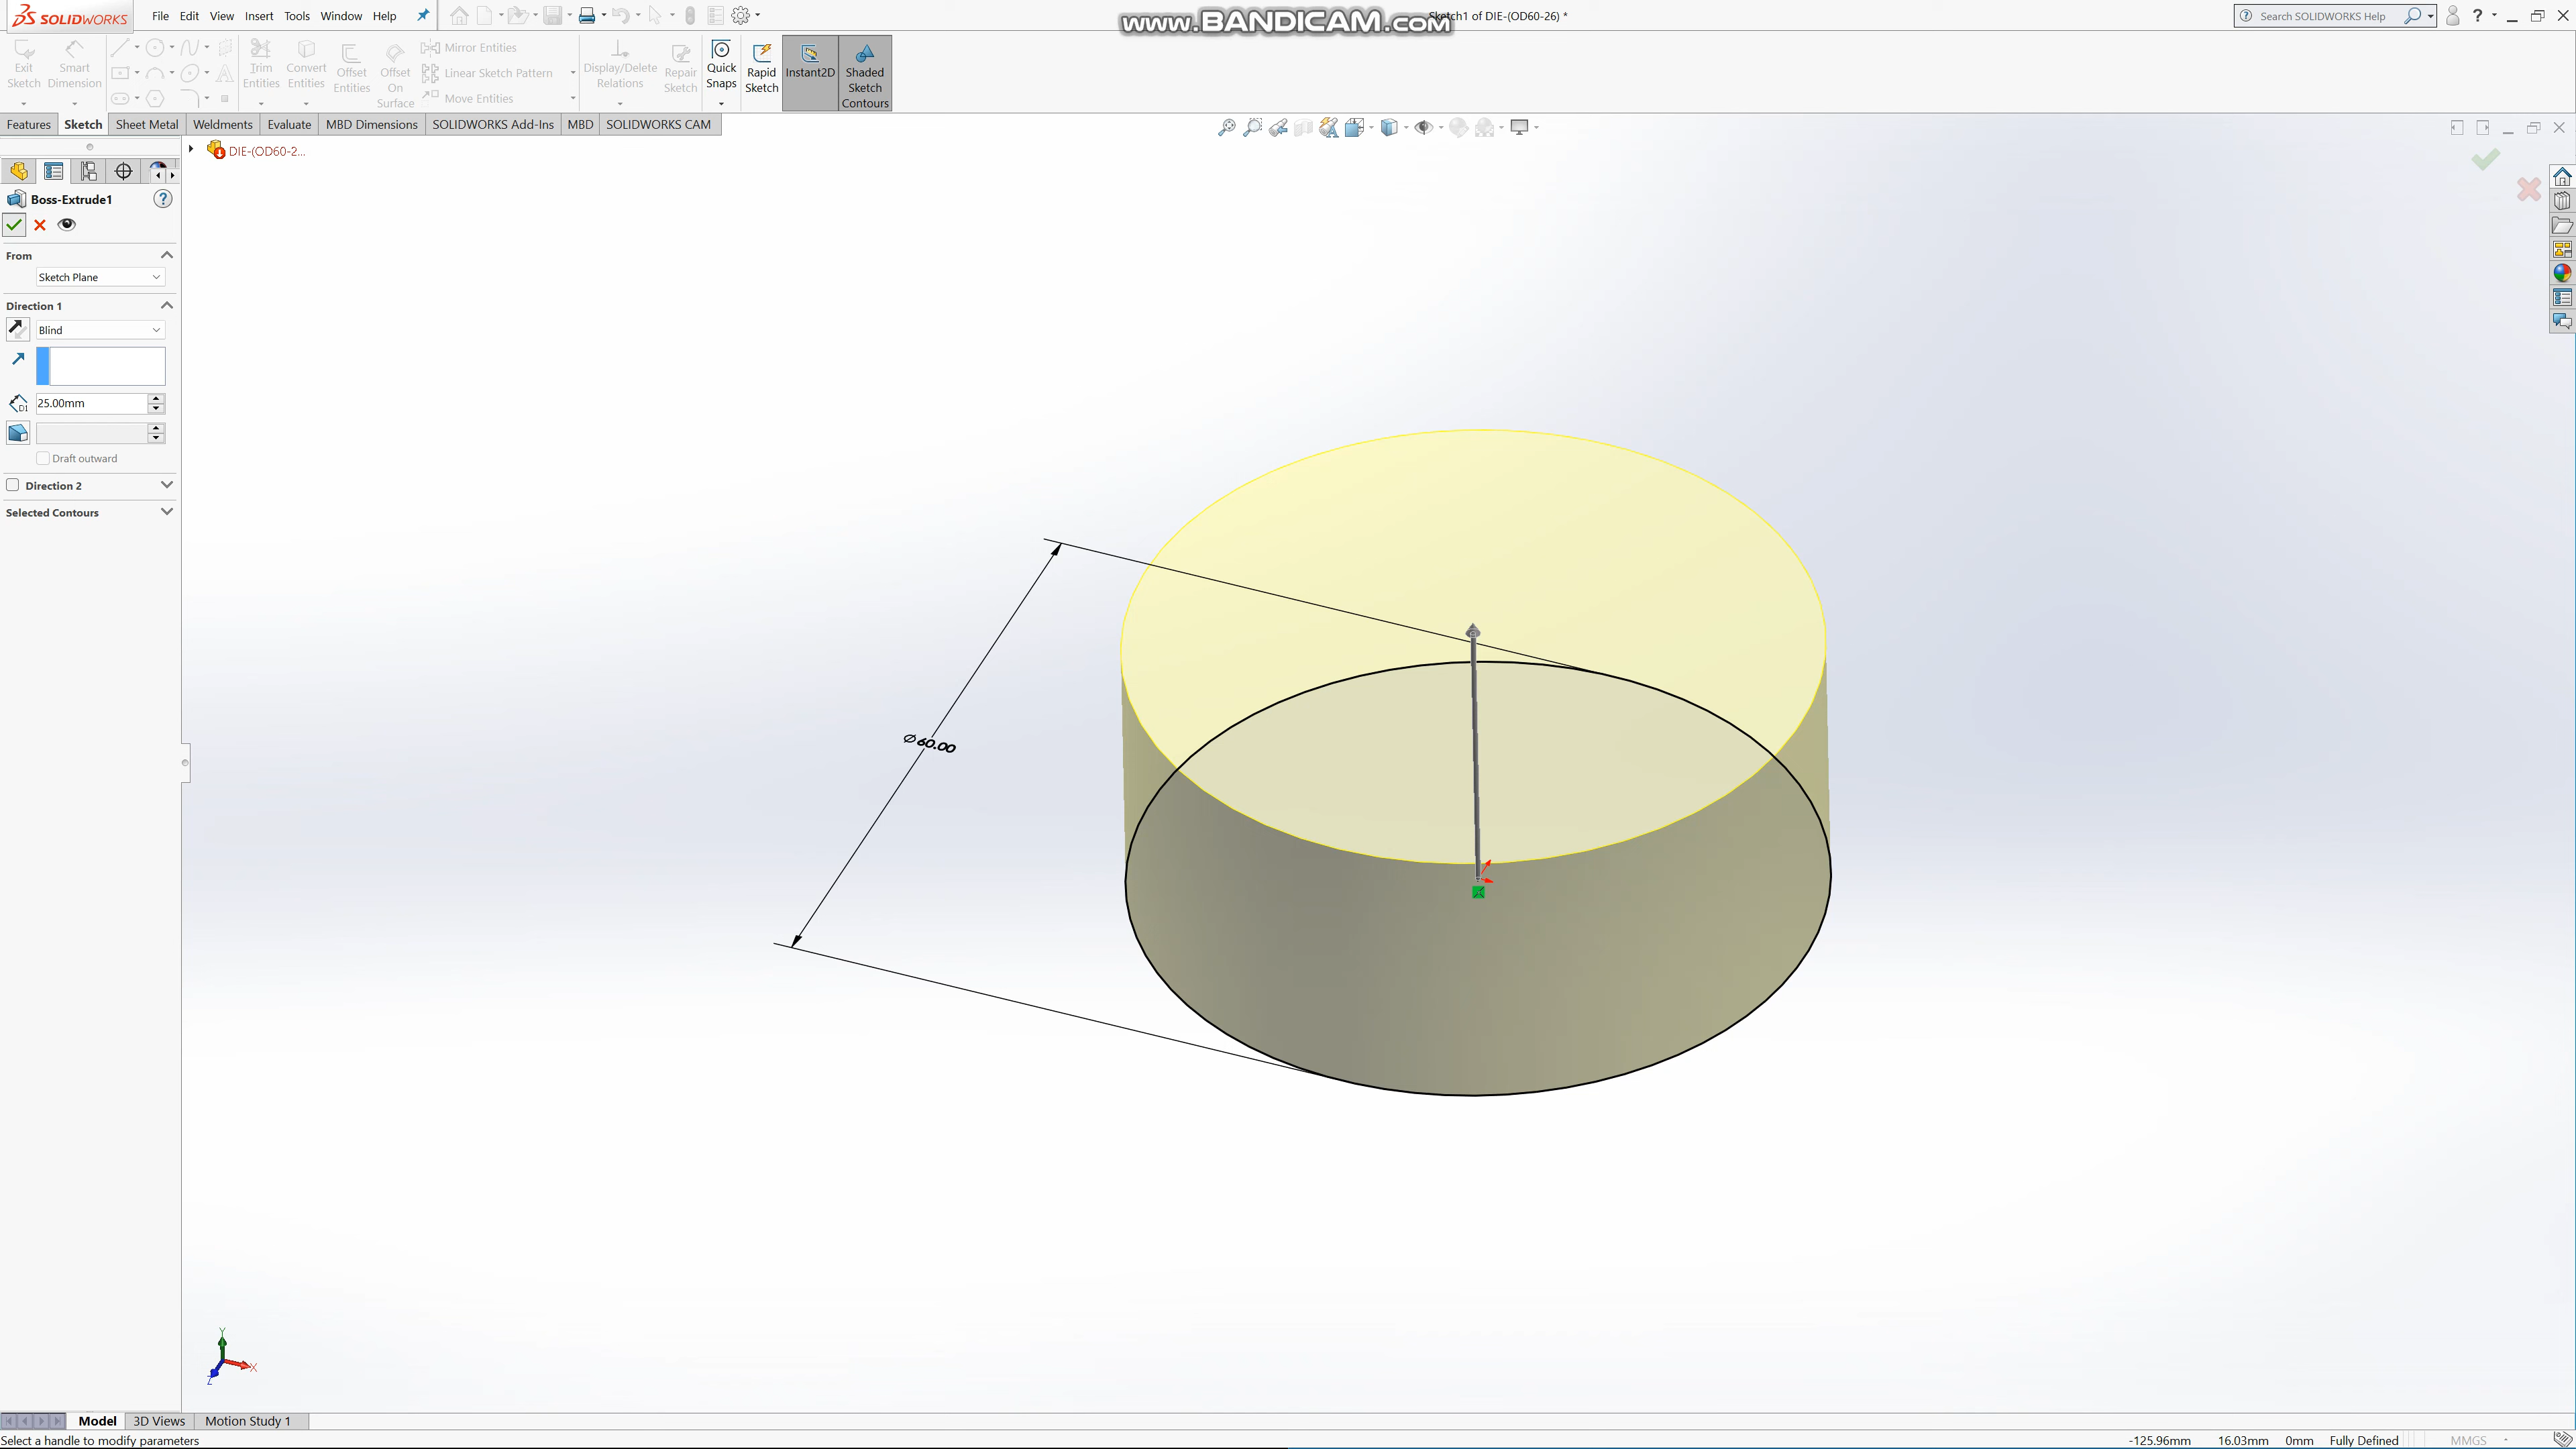 SOLIDWORKS File Edit View Insert Tools Window Help
www.BANDICAM.com
Sketch1 of DIE-(OD60-26) *
Search SOLIDWORKS Help
Exit Sketch
Smart Dimension
Trim Entities
Convert Entities
Offset Entities
Offset On Surface
Mirror Entities
Linear Sketch Pattern
Move Entities
Display/Delete Relations
Repair Sketch
Quick Snaps
Rapid Sketch
Instant2D
Shaded Sketch Contours
Features Sketch Sheet Metal Weldments Evaluate MBD Dimensions SOLIDWORKS Add-Ins MBD SOLIDWORKS CAM
DIE-(OD60-2...
Boss-Extrude1
From
Sketch Plane
Direction 1
Blind
D1
25.00mm
Draft outward
Direction 2
Selected Contours
⌀60.00
Y
X
Z
Model 3D Views Motion Study 1
Select a handle to modify parameters
-125.96mm 16.03mm 0mm Fully Defined MMGS